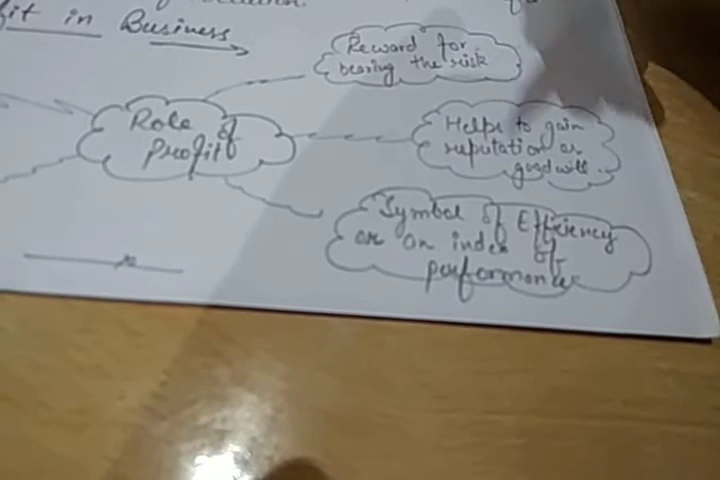 fit in Business
Reward for
bearing the risk
Role of
Profit
Helps to gain
reputation or
goodwill.
Symbol of Efficiency
or an index of
performance